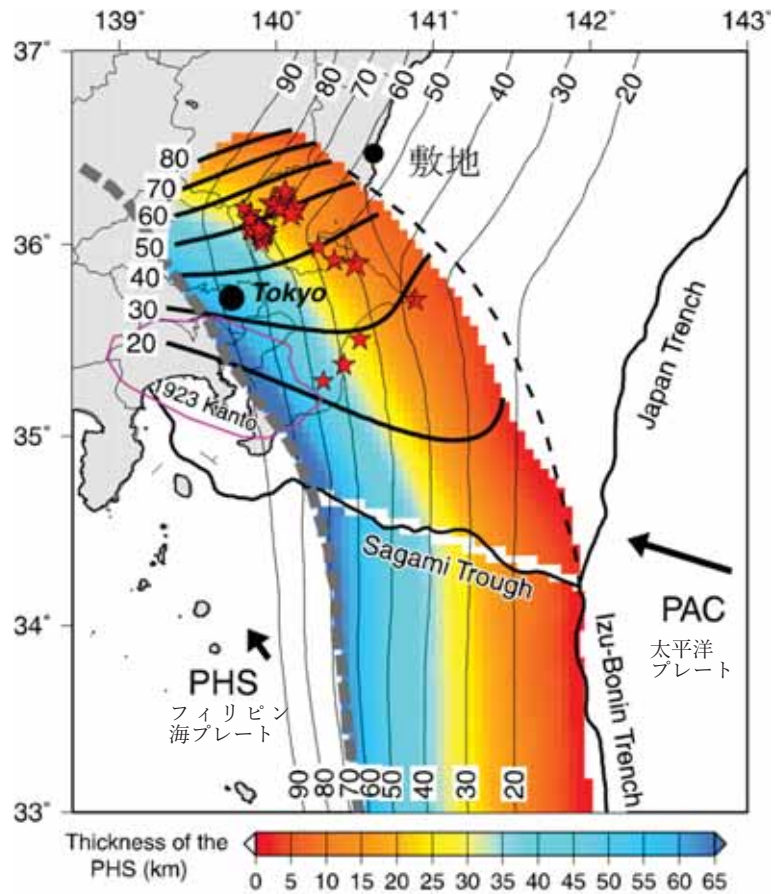 139° 140° 141° 142° 143°
37°
36°
35°
34°
33°
90 80 70 60 50 40 30 20
80
70
60
50
40
30
20
敷地
Tokyo
1923 Kanto
Japan Trench
Sagami Trough
PAC
太平洋
プレート
PHS
フィリピン
海プレート
Izu-Bonin Trench
90 80 70 60 50 40 30 20
Thickness of the
PHS (km)
0 5 10 15 20 25 30 35 40 45 50 55 60 65